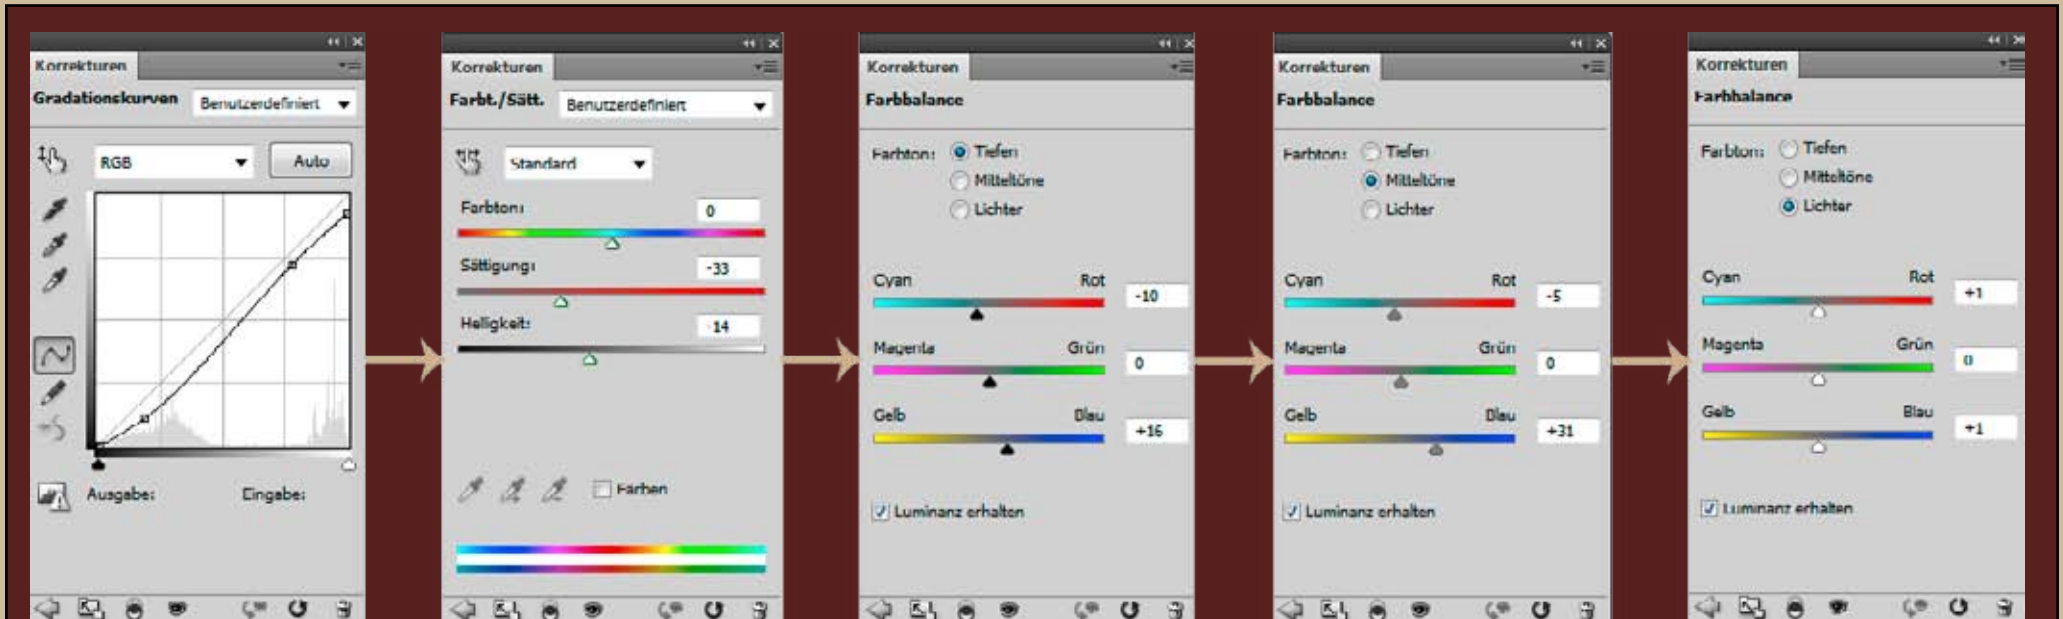 Korrekturen
Gradationskurven Benutzerdefiniert
RGB Auto
Ausgabe: Eingabe:
Korrekturen
Farbt./Sätt. Benutzerdefiniert
Standard
Farbton: 0
Sättigung: -33
Helligkeit: -14
Färben
Korrekturen
Farbbalance
Farbton: Tiefen
Mitteltöne
Lichter
Cyan Rot -10
Magenta Grün 0
Gelb Blau +16
Luminanz erhalten
Korrekturen
Farbbalance
Farbton: Tiefen
Mitteltöne
Lichter
Cyan Rot -5
Magenta Grün 0
Gelb Blau +31
Luminanz erhalten
Korrekturen
Farbbalance
Farbton: Tiefen
Mitteltöne
Lichter
Cyan Rot +1
Magenta Grün 0
Gelb Blau +1
Luminanz erhalten